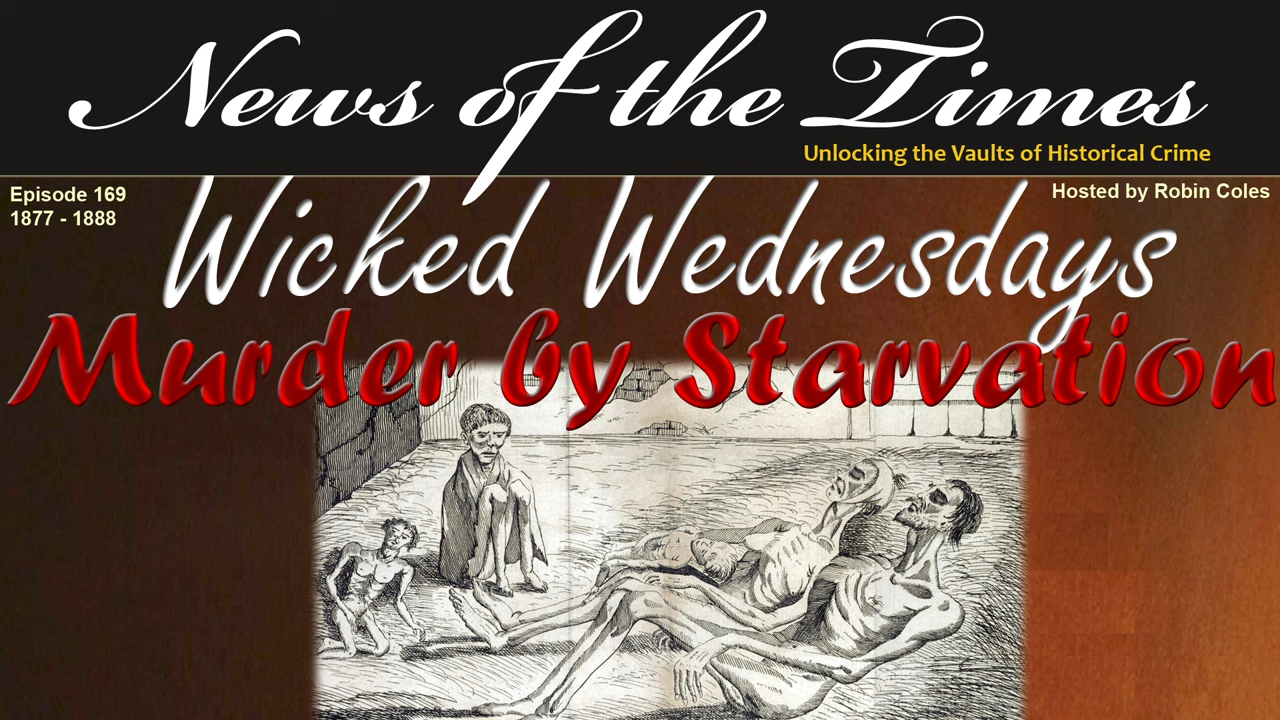 News of the Times
Unlocking the Vaults of Historical Crime
Episode 169
1877 - 1888
Hosted by Robin Coles
Wicked Wednesdays
Murder by Starvation